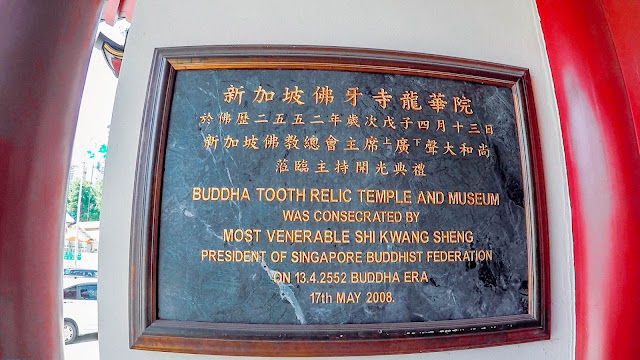 新加坡佛牙寺龍華院
於佛歷二五五二年歲次戊子四月十三日
新加坡佛教總會主席上廣下聲大和尚
蒞臨主持開光典禮
BUDDHA TOOTH RELIC TEMPLE AND MUSEUM
WAS CONSECRATED BY
MOST VENERABLE SHI KWANG SHENG
PRESIDENT OF SINGAPORE BUDDHIST FEDERATION
ON 13.4.2552 BUDDHA ERA
17th MAY 2008.